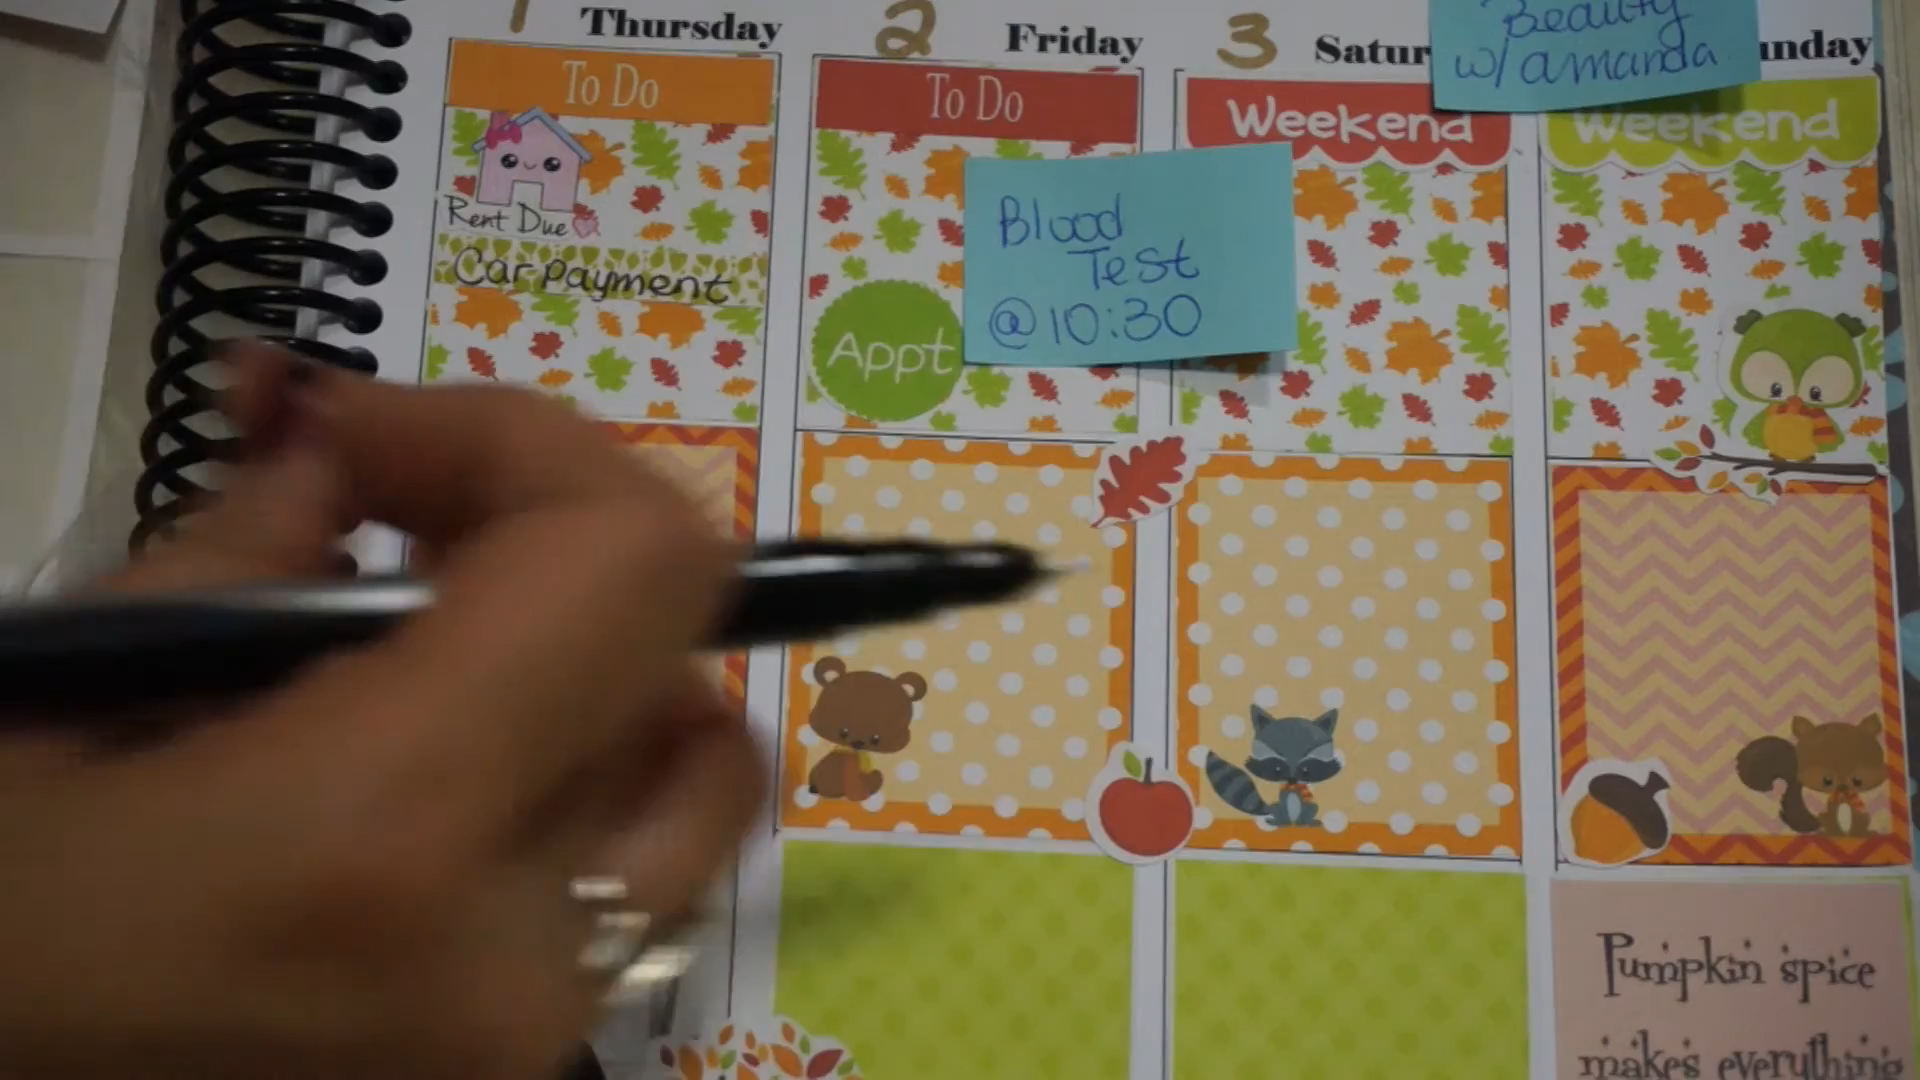 1 Thursday
2 Friday
3 Satur
Beauty
w/ amanda
unday
To Do
To Do
Weekend
Weekend
Rent Due
Car payment
Appt
Blood
Test
@ 10:30
Pumpkin spice
makes everything